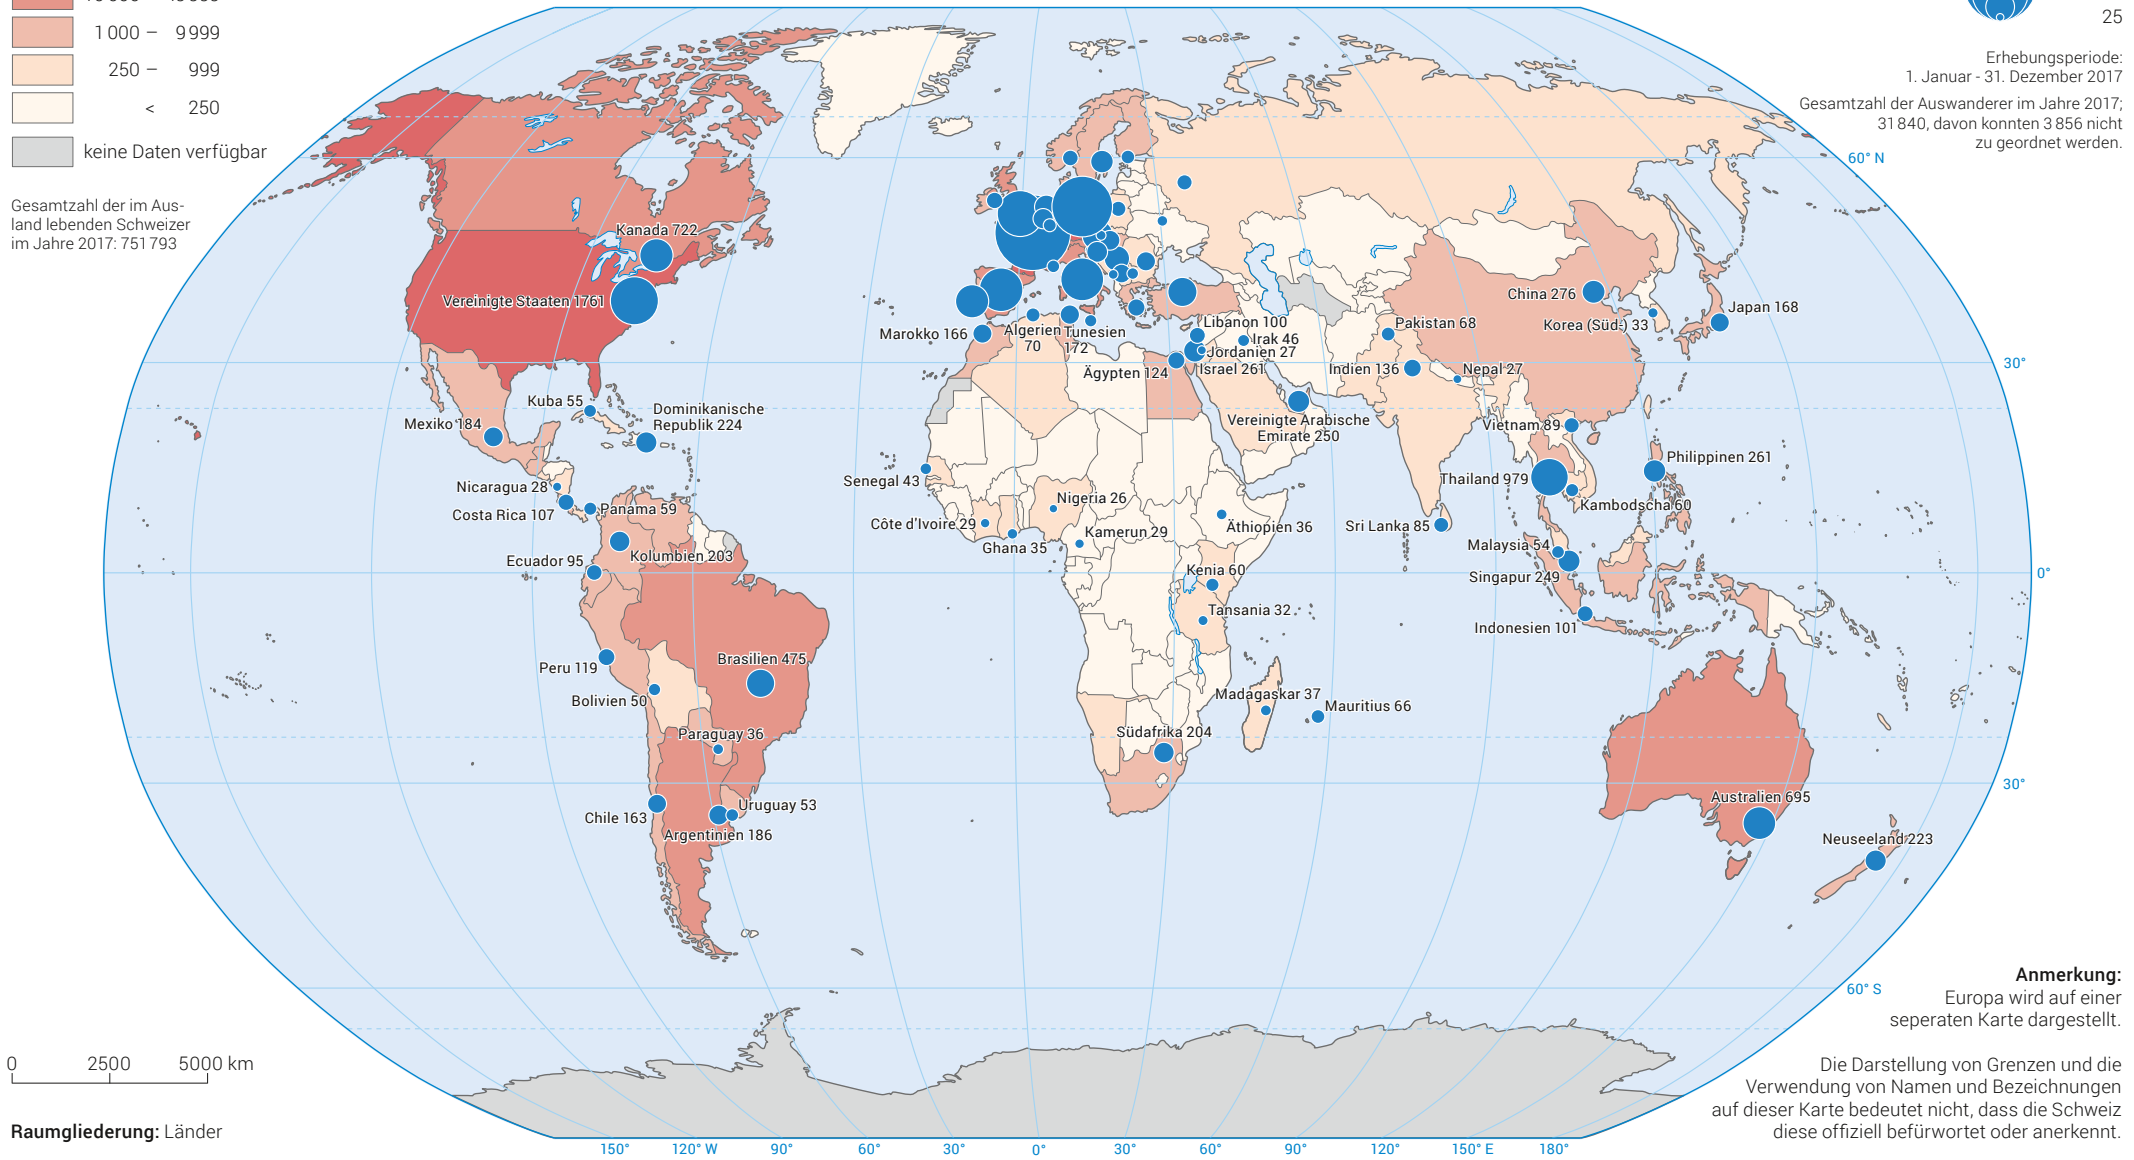 1 000 – 9 999
250 – 999
< 250
keine Daten verfügbar
Gesamtzahl der im Aus-
land lebenden Schweizer
im Jahre 2017: 751 793
25
Erhebungsperiode:
1. Januar - 31. Dezember 2017
Gesamtzahl der Auswanderer im Jahre 2017;
31 840, davon konnten 3 856 nicht
zu geordnet werden.
60° N
Kanada 722
Vereinigte Staaten 1761
China 276
Japan 168
Korea (Süd-) 33
Marokko 166
Algerien
70
Tunesien
172
Libanon 100
Irak 46
Jordanien 27
Israel 261
Ägypten 124
Pakistan 68
Indien 136
Nepal 27
30°
Kuba 55
Dominikanische
Republik 224
Mexiko 184
Vereinigte Arabische
Emirate 250
Vietnam 89
Philippinen 261
Thailand 979
Kambodscha 60
Nicaragua 28
Costa Rica 107
Panama 59
Senegal 43
Nigeria 26
Côte d'Ivoire 29
Ghana 35
Kamerun 29
Äthiopien 36
Sri Lanka 85
Malaysia 54
Singapur 249
Ecuador 95
Kolumbien 203
Kenia 60
0°
Tansania 32
Indonesien 101
Peru 119
Brasilien 475
Bolivien 50
Madagaskar 37
Mauritius 66
Paraguay 36
Südafrika 204
30°
Chile 163
Uruguay 53
Argentinien 186
Australien 695
Neuseeland 223
60° S
Anmerkung:
Europa wird auf einer
seperaten Karte dargestellt.
Die Darstellung von Grenzen und die
Verwendung von Namen und Bezeichnungen
auf dieser Karte bedeutet nicht, dass die Schweiz
diese offiziell befürwortet oder anerkennt.
0 2500 5000 km
Raumgliederung: Länder
150° 120° W 90° 60° 30° 0° 30° 60° 90° 120° 150° E 180°